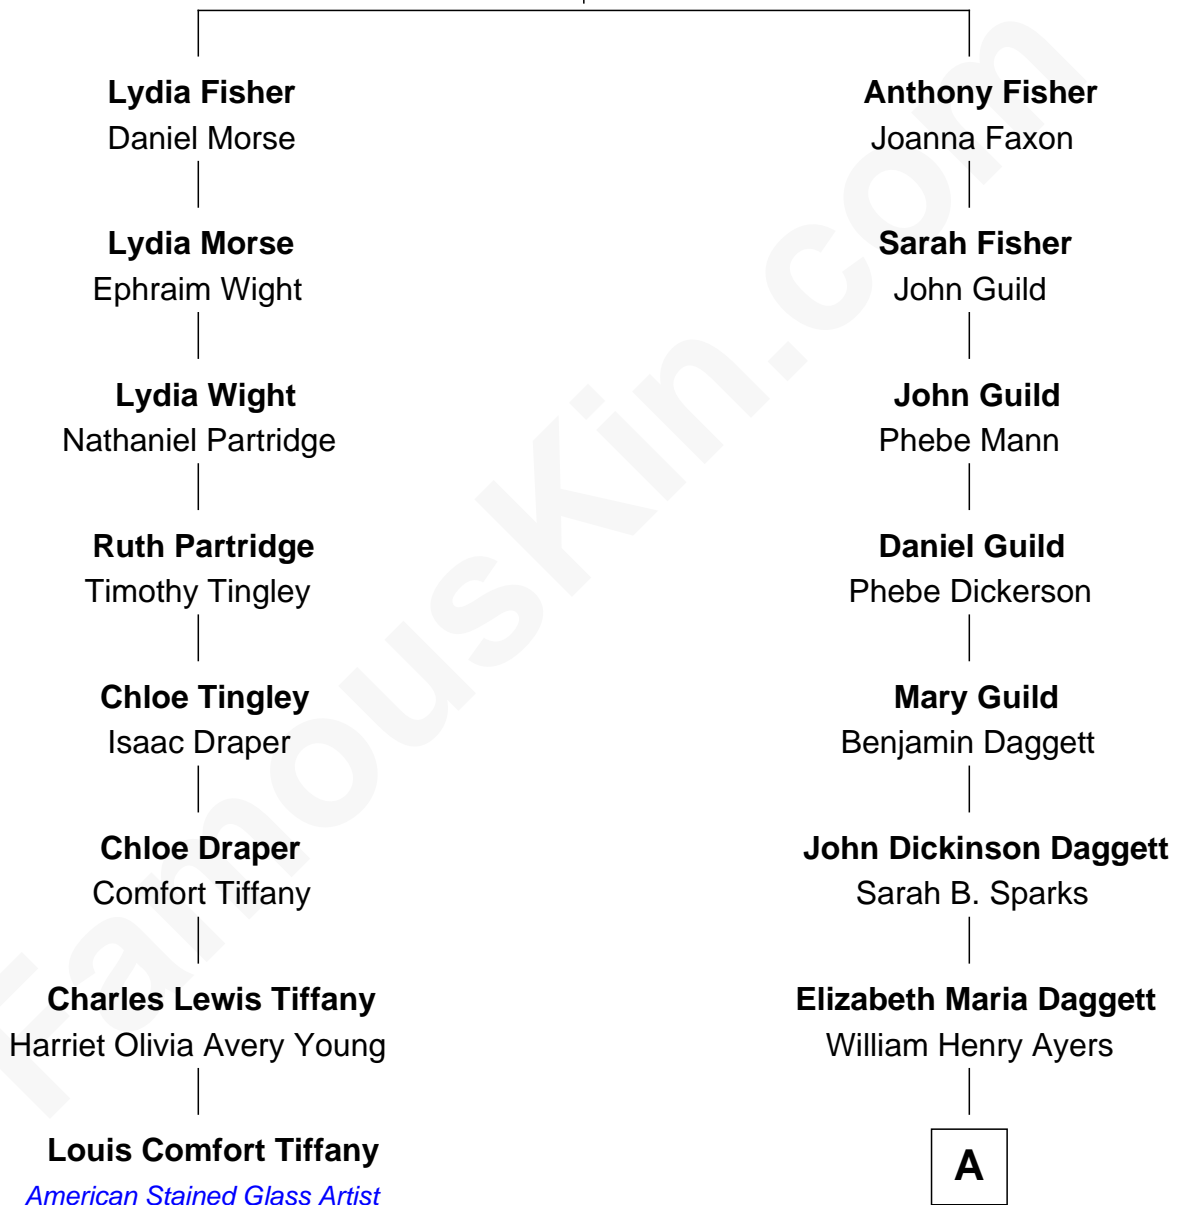 Lydia Fisher
Daniel Morse
Anthony Fisher
Joanna Faxon
Lydia Morse
Ephraim Wight
Sarah Fisher
John Guild
Lydia Wight
Nathaniel Partridge
John Guild
Phebe Mann
Ruth Partridge
Timothy Tingley
Daniel Guild
Phebe Dickerson
Chloe Tingley
Isaac Draper
Mary Guild
Benjamin Daggett
Chloe Draper
Comfort Tiffany
John Dickinson Daggett
Sarah B. Sparks
Charles Lewis Tiffany
Harriet Olivia Avery Young
Elizabeth Maria Daggett
William Henry Ayers
Louis Comfort Tiffany
American Stained Glass Artist
A
FamousKin.com